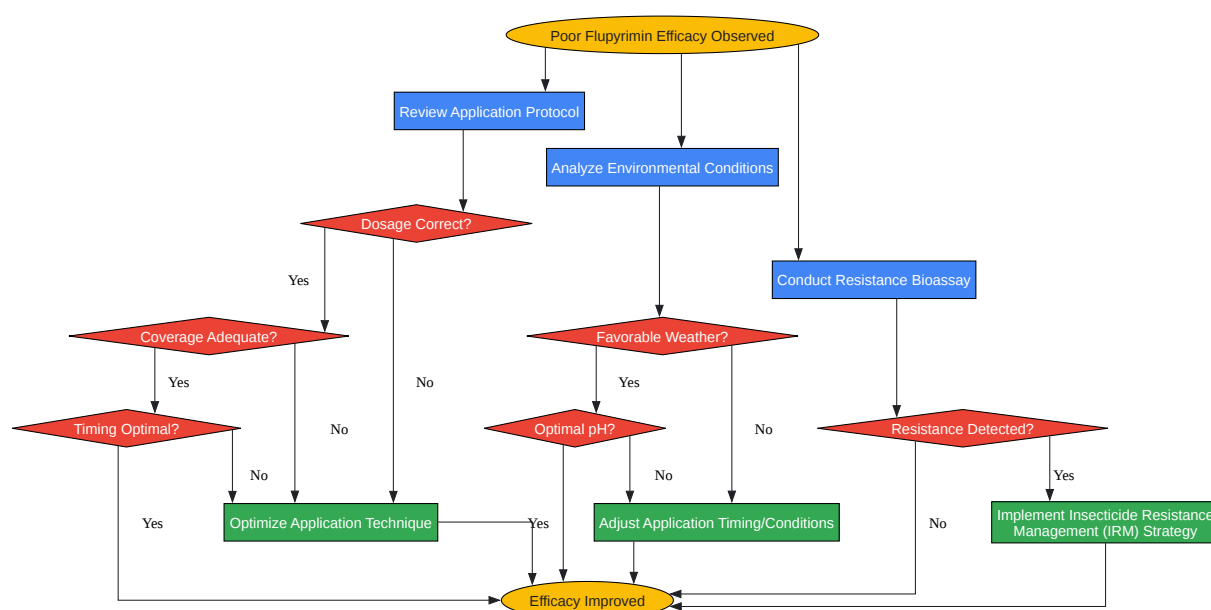 Poor Flupyrimin Efficacy Observed
Review Application Protocol
Analyze Environmental Conditions
Dosage Correct?
Conduct Resistance Bioassay
Yes
Coverage Adequate?
Favorable Weather?
Yes
No
Yes
Timing Optimal?
No
Optimal pH?
No
Resistance Detected?
No
No
Yes
Yes
Optimize Application Technique
Yes
Adjust Application Timing/Conditions
No
Implement Insecticide Resistance
Management (IRM) Strategy
Efficacy Improved